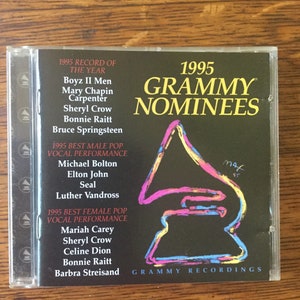 1995 RECORD OF
THE YEAR
Boyz II Men
Mary Chapin
Carpenter
Sheryl Crow
Bonnie Raitt
Bruce Springsteen
1995 BEST MALE POP
VOCAL PERFORMANCE
Michael Bolton
Elton John
Seal
Luther Vandross
1995 BEST FEMALE POP
VOCAL PERFORMANCE
Mariah Carey
Sheryl Crow
Celine Dion
Bonnie Raitt
Barbra Streisand
1995
GRAMMY
NOMINEES
GRAMMY RECORDINGS